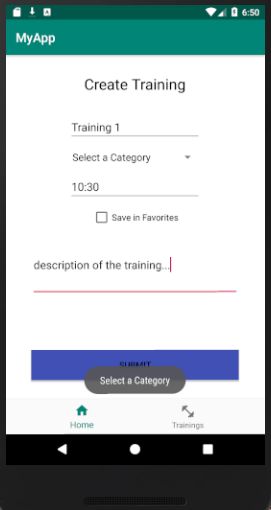 6:50
MyApp
Create Training
Training 1
Select a Category
10:30
Save in Favorites
description of the training...
SUBMIT
Select a Category
Home
Trainings